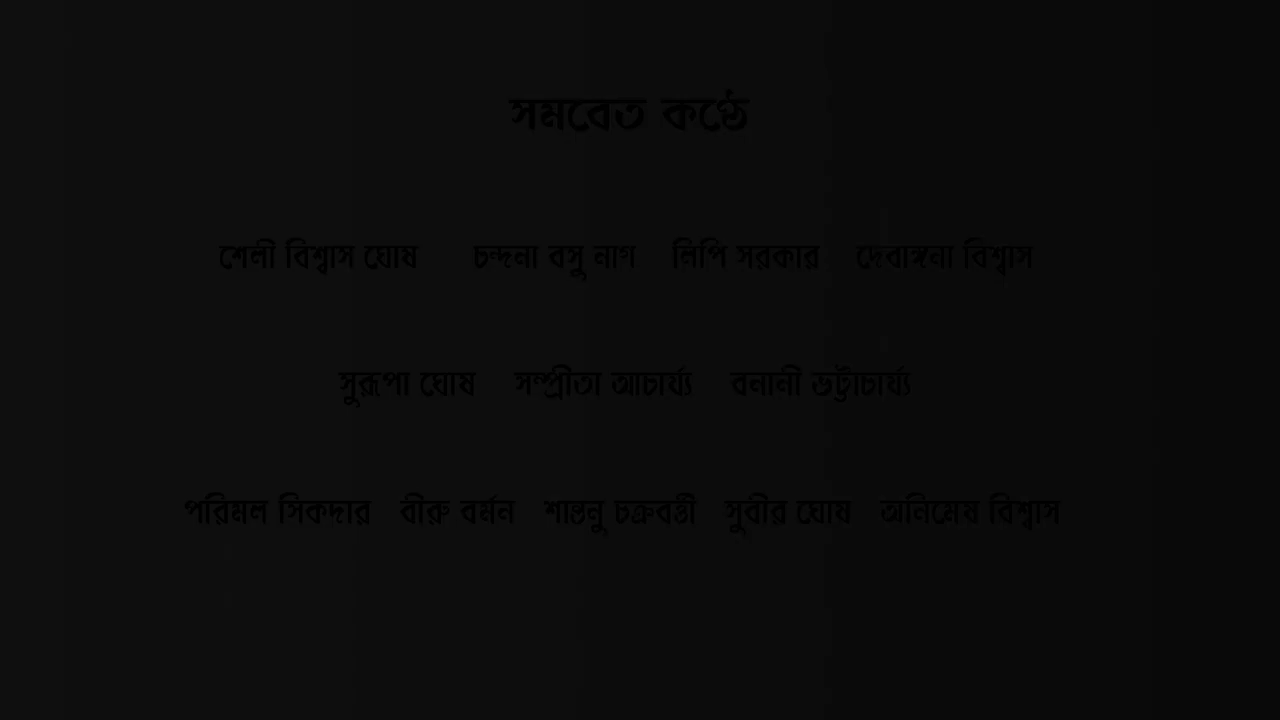 সমবেত কণ্ঠে
শেলী বিশ্বাস ঘোষ চন্দনা বসু নাগ লিপি সরকার দেবাঙ্গনা বিশ্বাস
সুরূপা ঘোষ সম্প্রীতা আচার্য্য বনানী ভট্টাচার্য্য
পরিমল সিকদার বীরু বর্মন শান্তনু চক্রবর্তী সুবীর ঘোষ অনিমেষ বিশ্বাস